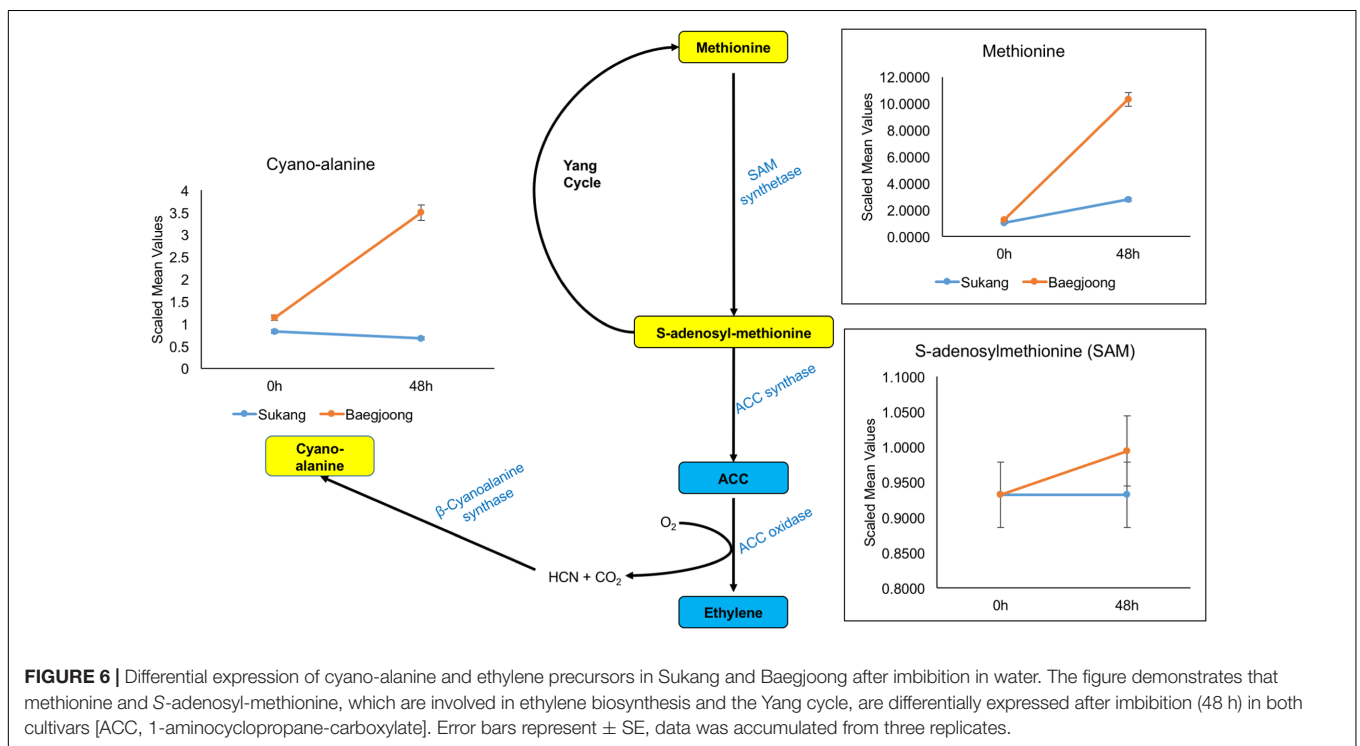 Methionine
Yang
Cycle
SAM
synthetase
S-adenosyl-methionine
ACC synthase
ACC
O2
ACC oxidase
HCN + CO2
Ethylene
β-Cyanoalanine
synthase
Cyano-
alanine
Cyano-alanine
Scaled Mean Values
4
3.5
3
2.5
2
1.5
1
0.5
0
0h 48h
Sukang Baegjoong
Methionine
Scaled Mean Values
12.0000
10.0000
8.0000
6.0000
4.0000
2.0000
0.0000
0h 48h
Sukang Baegjoong
S-adenosylmethionine (SAM)
Scaled Mean Values
1.1000
1.0500
1.0000
0.9500
0.9000
0.8500
0.8000
0h 48h
Sukang Baegjoong
FIGURE 6 | Differential expression of cyano-alanine and ethylene precursors in Sukang and Baegjoong after imbibition in water. The figure demonstrates that
methionine and S-adenosyl-methionine, which are involved in ethylene biosynthesis and the Yang cycle, are differentially expressed after imbibition (48 h) in both
cultivars [ACC, 1-aminocyclopropane-carboxylate]. Error bars represent ± SE, data was accumulated from three replicates.